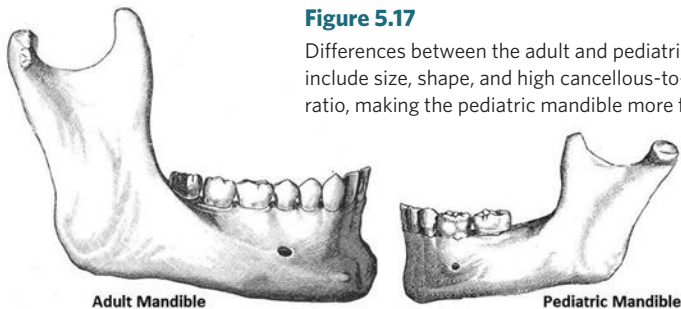 Figure 5.17
Differences between the adult and pediatri
include size, shape, and high cancellous-to-
ratio, making the pediatric mandible more f
Adult Mandible
Pediatric Mandible